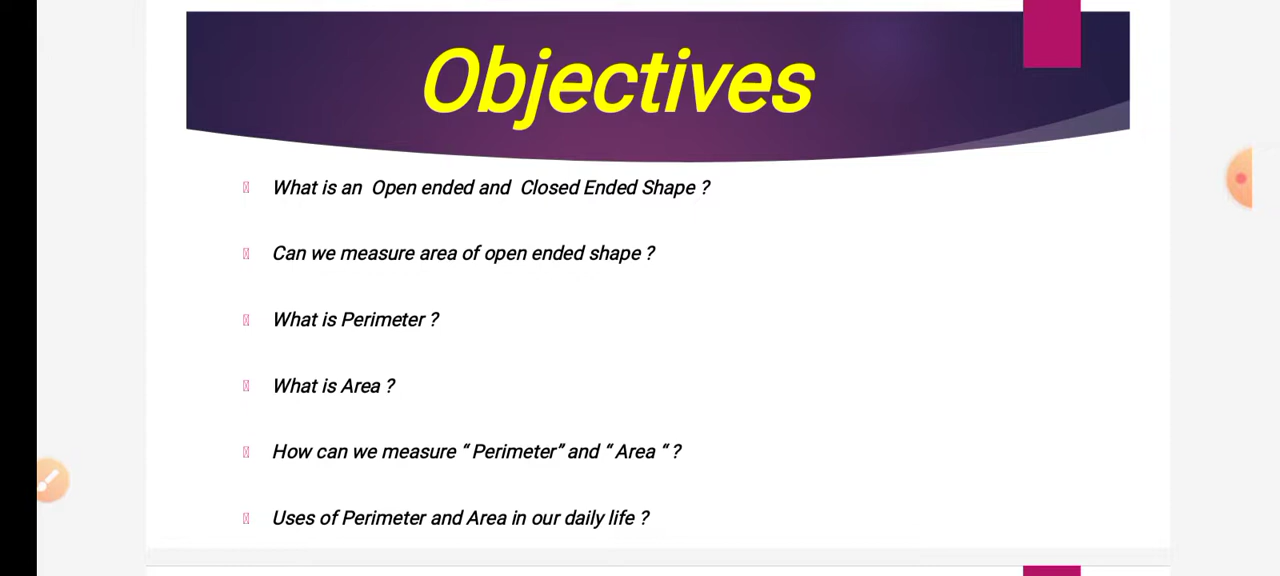 Objectives
What is an Open ended and Closed Ended Shape ?
Can we measure area of open ended shape ?
What is Perimeter ?
What is Area ?
How can we measure “ Perimeter” and “ Area “ ?
Uses of Perimeter and Area in our daily life ?